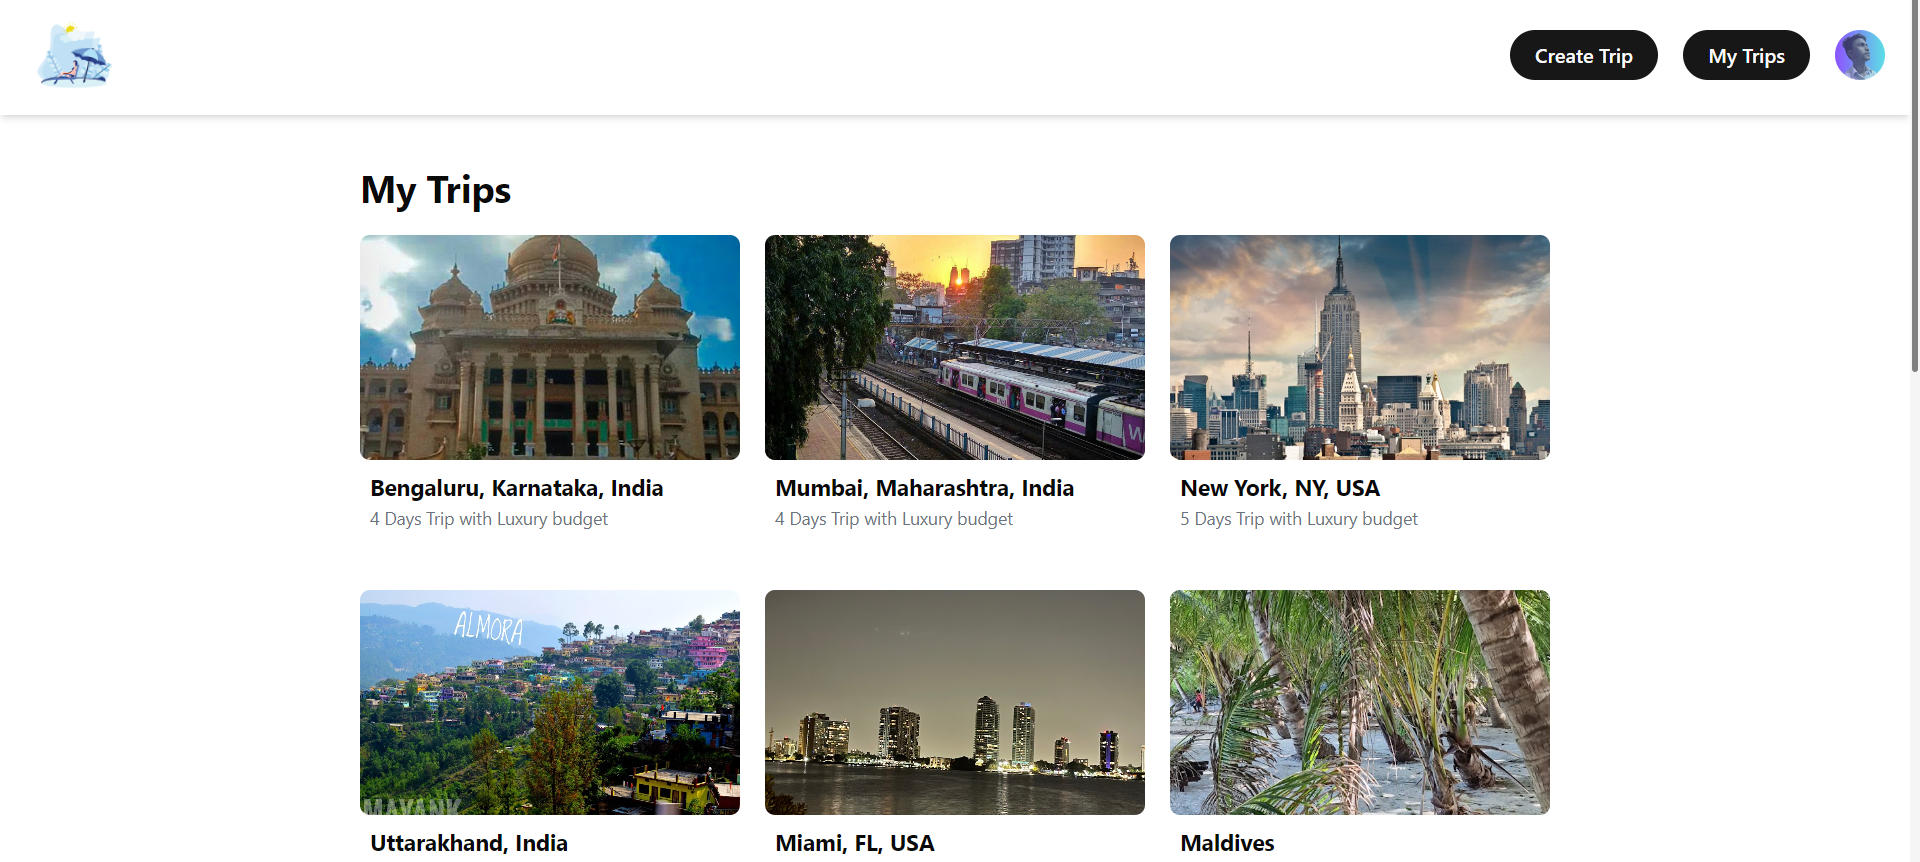 Create Trip
My Trips
My Trips
Bengaluru, Karnataka, India
4 Days Trip with Luxury budget
Mumbai, Maharashtra, India
4 Days Trip with Luxury budget
New York, NY, USA
5 Days Trip with Luxury budget
ALMORA
MAYANK
Uttarakhand, India
Miami, FL, USA
Maldives